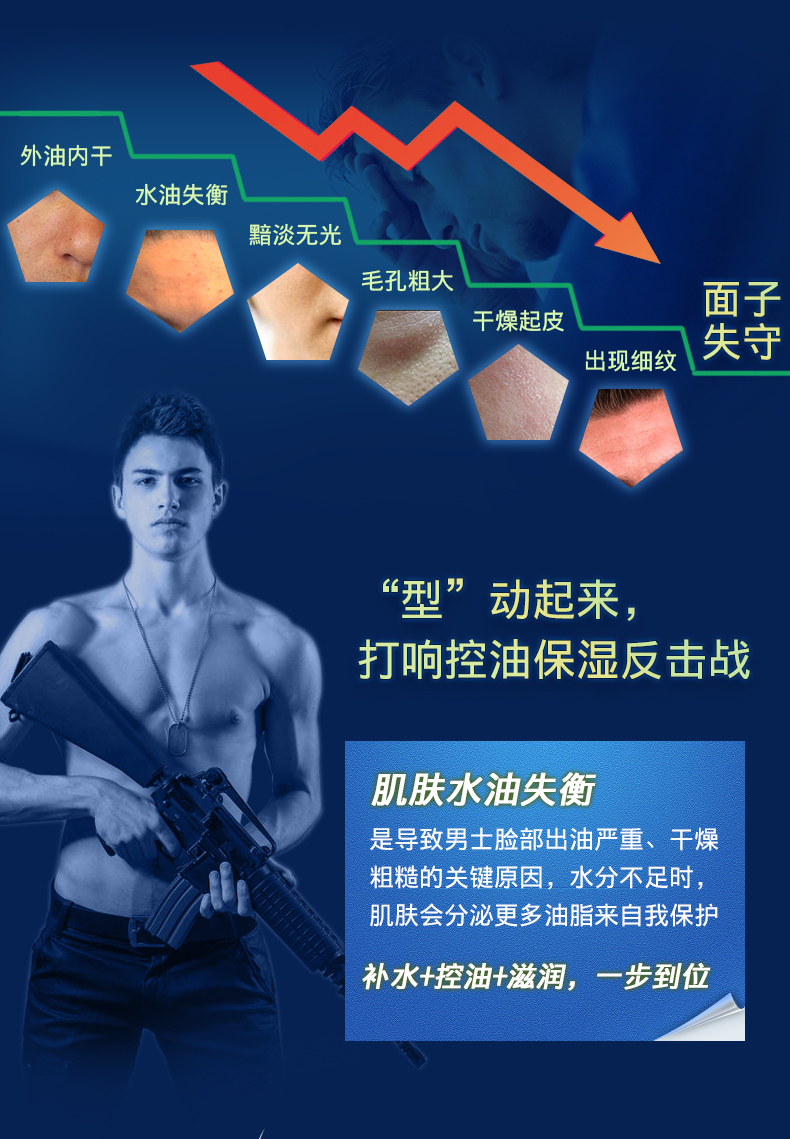 外油内干
水油失衡
黯淡无光
毛孔粗大
干燥起皮
出现细纹
面子
失守
“型”动起来，
打响控油保湿反击战
肌肤水油失衡
是导致男士脸部出油严重、干燥
粗糙的关键原因，水分不足时，
肌肤会分泌更多油脂来自我保护
补水+控油+滋润，一步到位